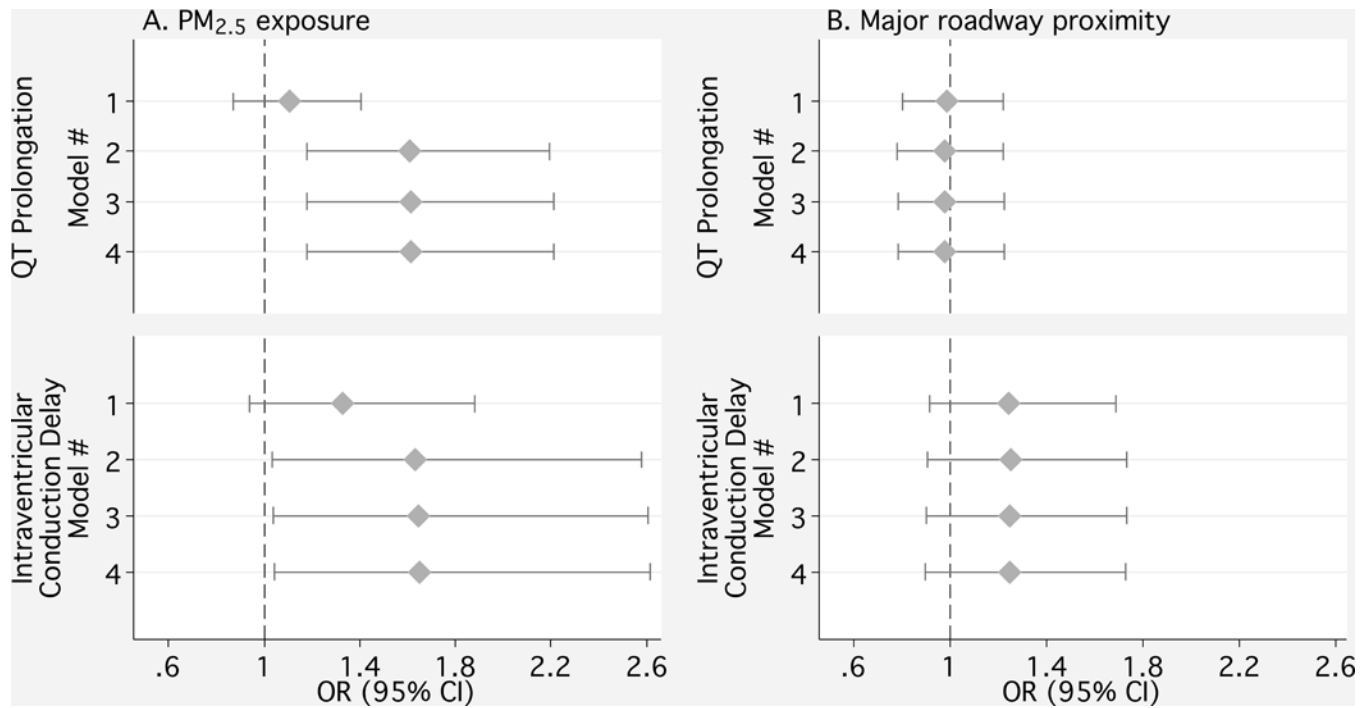 A. PM2.5 exposure
QT Prolongation
Model #
1
2
3
4
Intraventricular
Conduction Delay
Model #
1
2
3
4
.6 1 1.4 1.8 2.2 2.6
OR (95% CI)
B. Major roadway proximity
QT Prolongation
Model #
1
2
3
4
Intraventricular
Conduction Delay
Model #
1
2
3
4
.6 1 1.4 1.8 2.2 2.6
OR (95% CI)